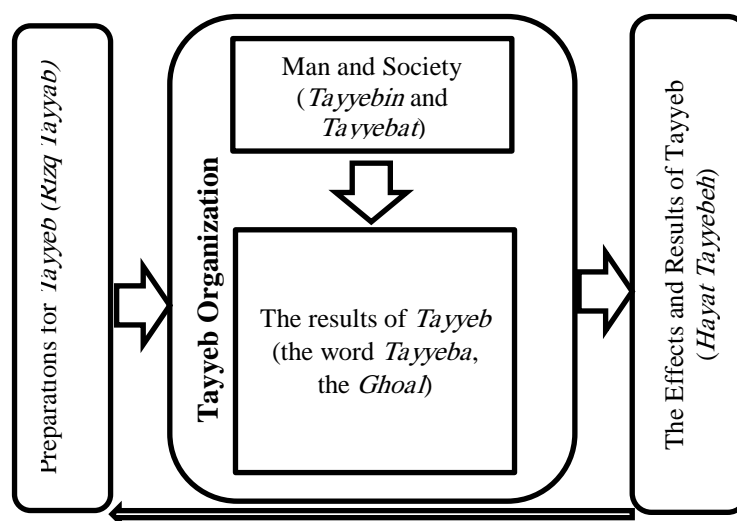 Preparations for Tayyeb (Rızq Tayyab)
Tayyeb Organization
Man and Society
(Tayyebin and
Tayyebat)
The results of Tayyeb
(the word Tayyeba,
the Ghoal)
The Effects and Results of Tayyeb
(Hayat Tayyebeh)